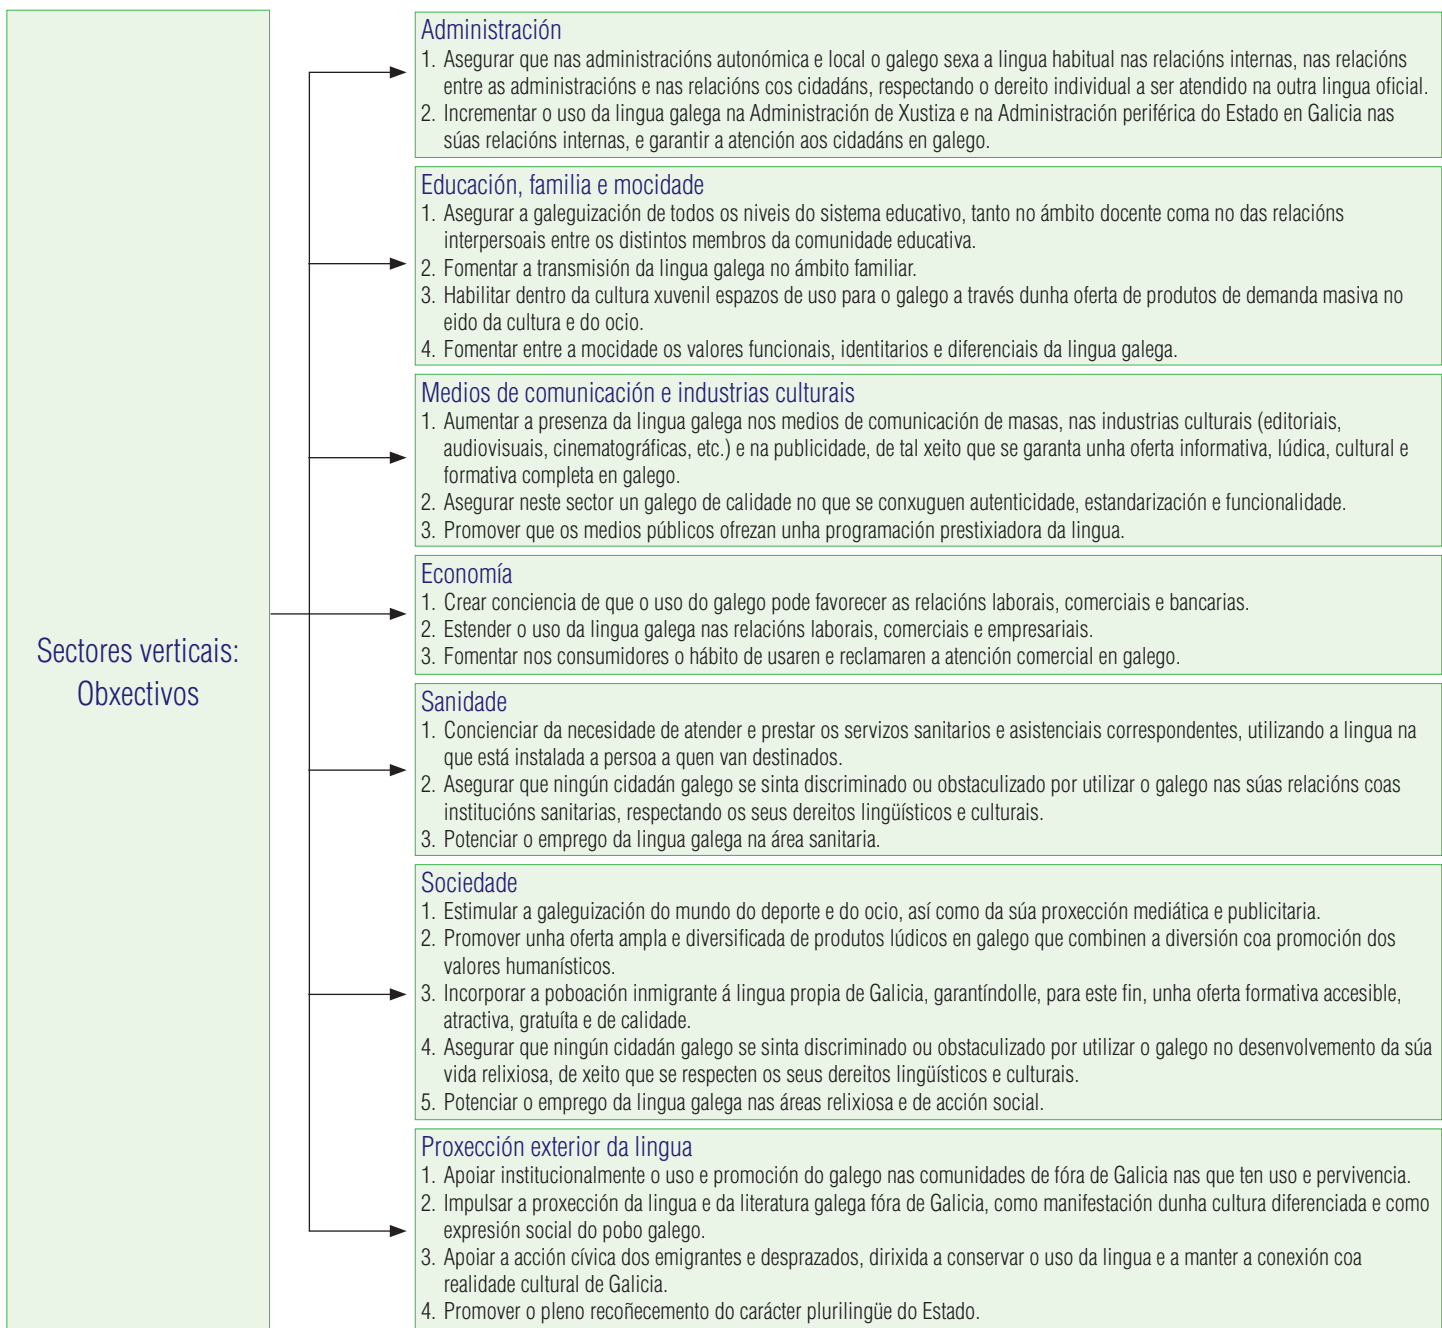 Sectores verticais:
Obxectivos
Administración
1. Asegurar que nas administracións autonómica e local o galego sexa a lingua habitual nas relacións internas, nas relacións
entre as administracións e nas relacións cos cidadáns, respectando o dereito individual a ser atendido na outra lingua oficial.
2. Incrementar o uso da lingua galega na Administración de Xustiza e na Administración periférica do Estado en Galicia nas
súas relacións internas, e garantir a atención aos cidadáns en galego.
Educación, familia e mocidade
1. Asegurar a galeguización de todos os niveis do sistema educativo, tanto no ámbito docente coma no das relacións
interpersoais entre os distintos membros da comunidade educativa.
2. Fomentar a transmisión da lingua galega no ámbito familiar.
3. Habilitar dentro da cultura xuvenil espazos de uso para o galego a través dunha oferta de produtos de demanda masiva no
eido da cultura e do ocio.
4. Fomentar entre a mocidade os valores funcionais, identitarios e diferenciais da lingua galega.
Medios de comunicación e industrias culturais
1. Aumentar a presenza da lingua galega nos medios de comunicación de masas, nas industrias culturais (editoriais,
audiovisuais, cinematográficas, etc.) e na publicidade, de tal xeito que se garanta unha oferta informativa, lúdica, cultural e
formativa completa en galego.
2. Asegurar neste sector un galego de calidade no que se conxuguen autenticidade, estandarización e funcionalidade.
3. Promover que os medios públicos ofrezan unha programación prestixiadora da lingua.
Economía
1. Crear conciencia de que o uso do galego pode favorecer as relacións laborais, comerciais e bancarias.
2. Estender o uso da lingua galega nas relacións laborais, comerciais e empresariais.
3. Fomentar nos consumidores o hábito de usaren e reclamaren a atención comercial en galego.
Sanidade
1. Concienciar da necesidade de atender e prestar os servizos sanitarios e asistenciais correspondentes, utilizando a lingua na
que está instalada a persoa a quen van destinados.
2. Asegurar que ningún cidadán galego se sinta discriminado ou obstaculizado por utilizar o galego nas súas relacións coas
institucións sanitarias, respectando os seus dereitos lingüísticos e culturais.
3. Potenciar o emprego da lingua galega na área sanitaria.
Sociedade
1. Estimular a galeguización do mundo do deporte e do ocio, así como da súa proxección mediática e publicitaria.
2. Promover unha oferta ampla e diversificada de produtos lúdicos en galego que combinen a diversión coa promoción dos
valores humanísticos.
3. Incorporar a poboación inmigrante á lingua propia de Galicia, garantíndolle, para este fin, unha oferta formativa accesible,
atractiva, gratuíta e de calidade.
4. Asegurar que ningún cidadán galego se sinta discriminado ou obstaculizado por utilizar o galego no desenvolvemento da súa
vida relixiosa, de xeito que se respecten os seus dereitos lingüísticos e culturais.
5. Potenciar o emprego da lingua galega nas áreas relixiosa e de acción social.
Proxección exterior da lingua
1. Apoiar institucionalmente o uso e promoción do galego nas comunidades de fóra de Galicia nas que ten uso e pervivencia.
2. Impulsar a proxección da lingua e da literatura galega fóra de Galicia, como manifestación dunha cultura diferenciada e como
expresión social do pobo galego.
3. Apoiar a acción cívica dos emigrantes e desprazados, dirixida a conservar o uso da lingua e a manter a conexión coa
realidade cultural de Galicia.
4. Promover o pleno recoñecemento do carácter plurilingüe do Estado.